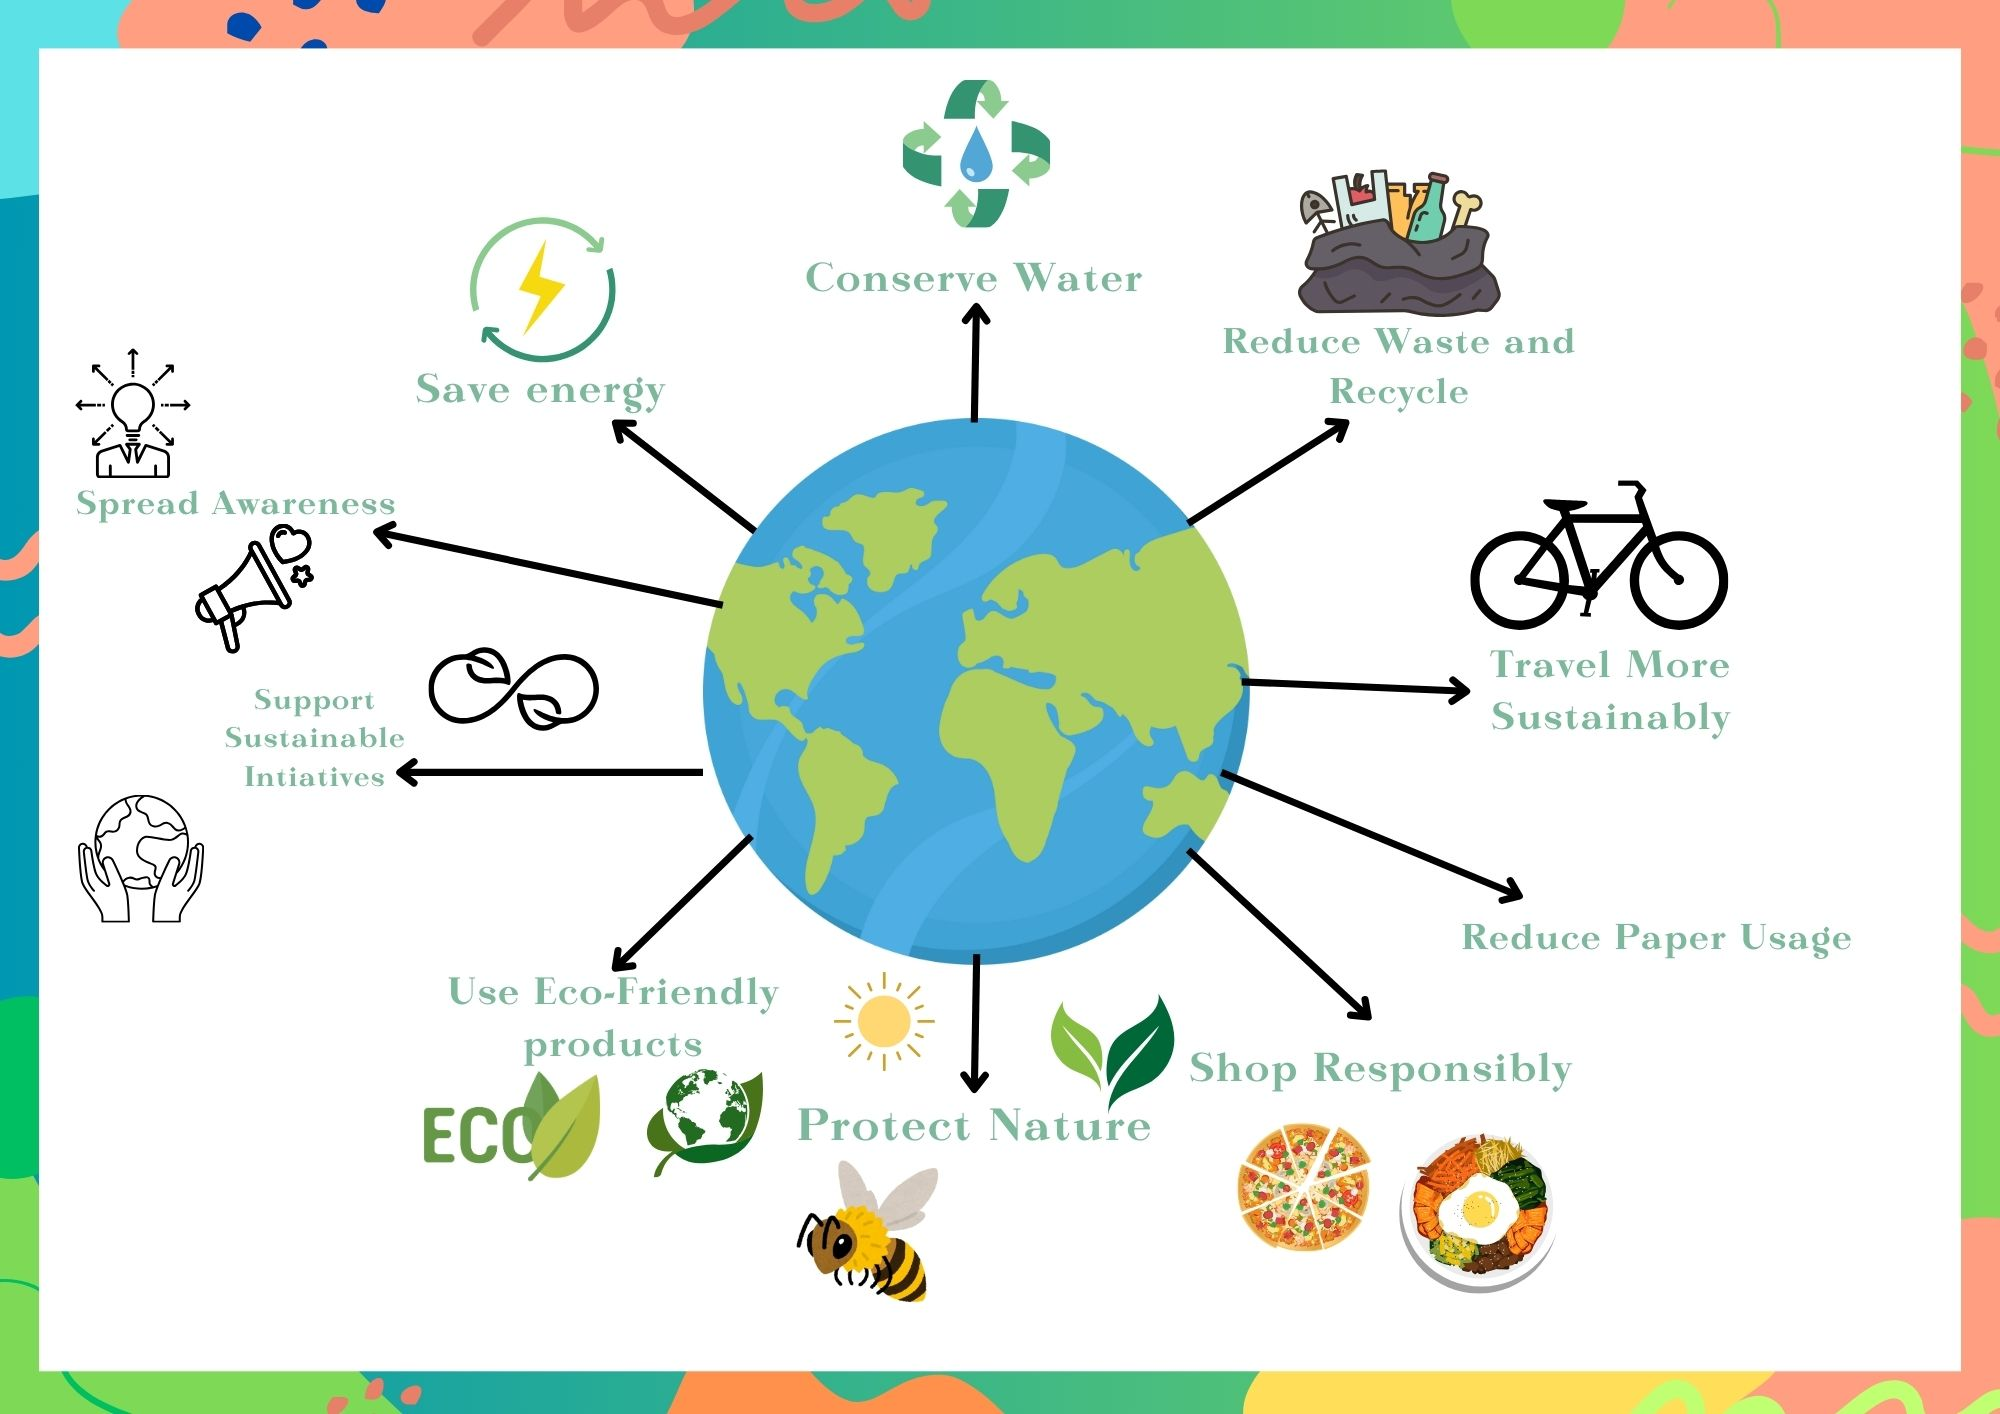 Conserve Water
Reduce Waste and
Recycle
Save energy
Spread Awareness
Travel More
Sustainably
Support
Sustainable
Intiatives
Reduce Paper Usage
Use Eco-Friendly
products
Shop Responsibly
ECO
Protect Nature